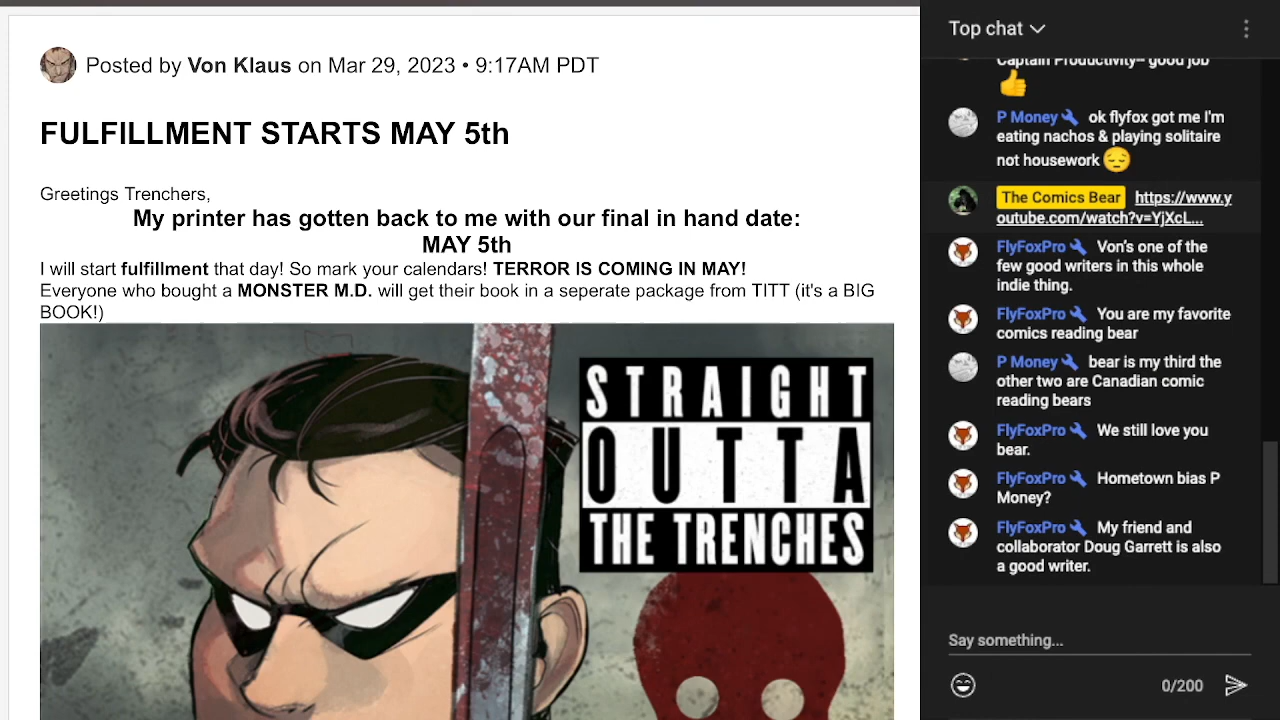 Posted by Von Klaus on Mar 29, 2023 • 9:17AM PDT
FULFILLMENT STARTS MAY 5th
Greetings Trenchers,
My printer has gotten back to me with our final in hand date:
MAY 5th
I will start fulfillment that day! So mark your calendars! TERROR IS COMING IN MAY!
Everyone who bought a MONSTER M.D. will get their book in a seperate package from TITT (it's a BIG
BOOK!)
STRAIGHT
OUTTA
THE TRENCHES
Top chat
Captain Productivity-- good job
👍
P Money ok flyfox got me I'm
eating nachos & playing solitaire
not housework 😔
The Comics Bear https://www.y
outube.com/watch?v=YjXcL...
FlyFoxPro Von's one of the
few good writers in this whole
indie thing.
FlyFoxPro You are my favorite
comics reading bear
P Money bear is my third the
other two are Canadian comic
reading bears
FlyFoxPro We still love you
bear.
FlyFoxPro Hometown bias P
Money?
FlyFoxPro My friend and
collaborator Doug Garrett is also
a good writer.
Say something...
0/200